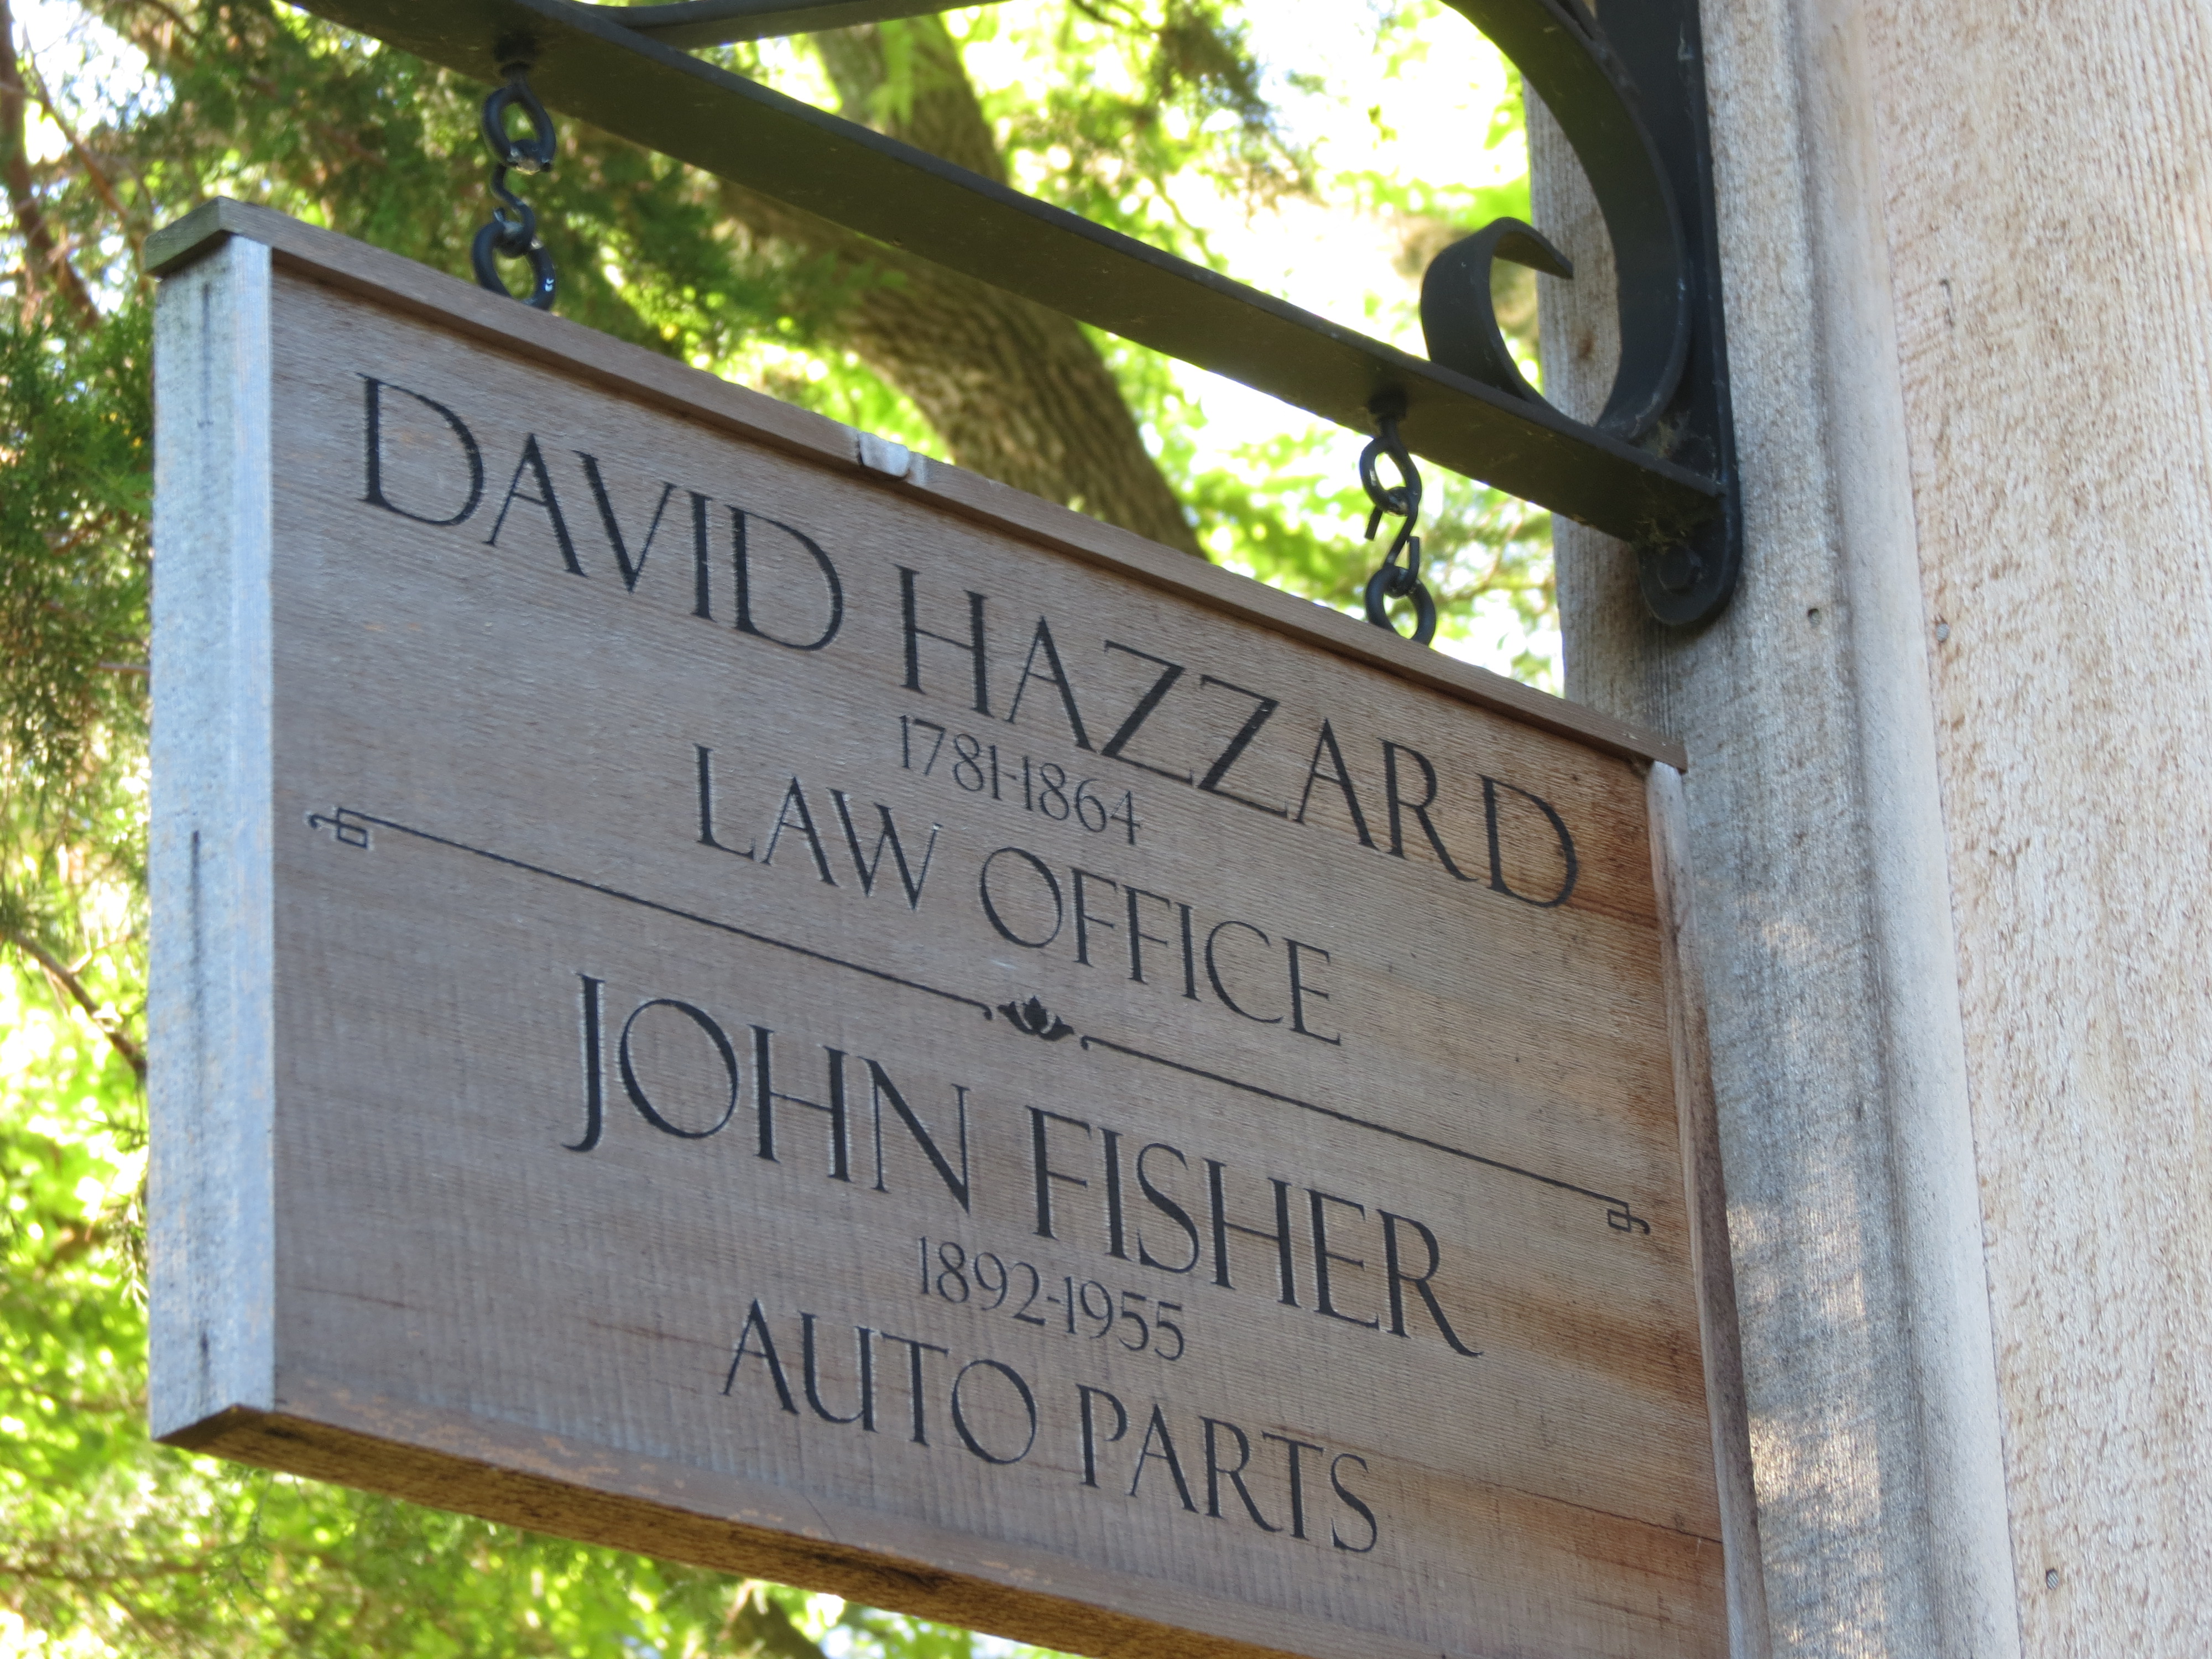 DAVID HAZZARD
1781-1864
LAW OFFICE
JOHN FISHER
1892-1955
AUTO PARTS